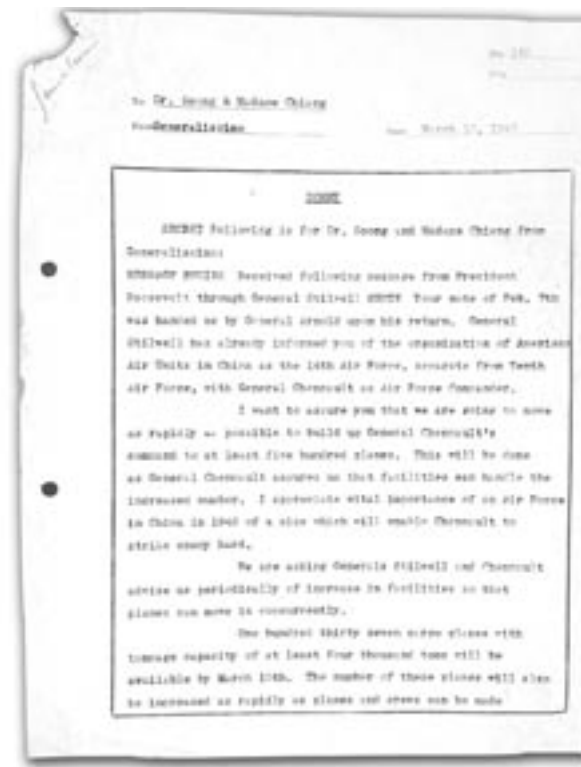 To Dr. Soong & Madame Chiang
From Generalissimo
March 1943
SECRET Following is for Dr. Soong and Madame Chiang from
Generalissimo:
Received following message from President
Roosevelt through General Stilwell Your note of Feb. 7th
was handed me by General Arnold upon his return. General
Stilwell has already informed you of the organization of American
Air Units in China as the 14th Air Force, separate from Tenth
Air Force, with General Chennault as Air Force Commander.
I want to assure you that we are going to move
as rapidly as possible to build up General Chennault's
command to at least five hundred planes. This will be done
as General Chennault assures us that facilities can handle the
increased number. I appreciate vital importance of an Air Force
in China in 1943 of a size which will enable Chennault to
strike enemy hard.
We are asking Generals Stilwell and Chennault
advise us periodically of increase in facilities so that
planes can move in concurrently.
One hundred thirty seven planes with
tonnage capacity of at least four thousand tons will be
available by March The number of these planes will also
be increased as rapidly as planes and crews can be made